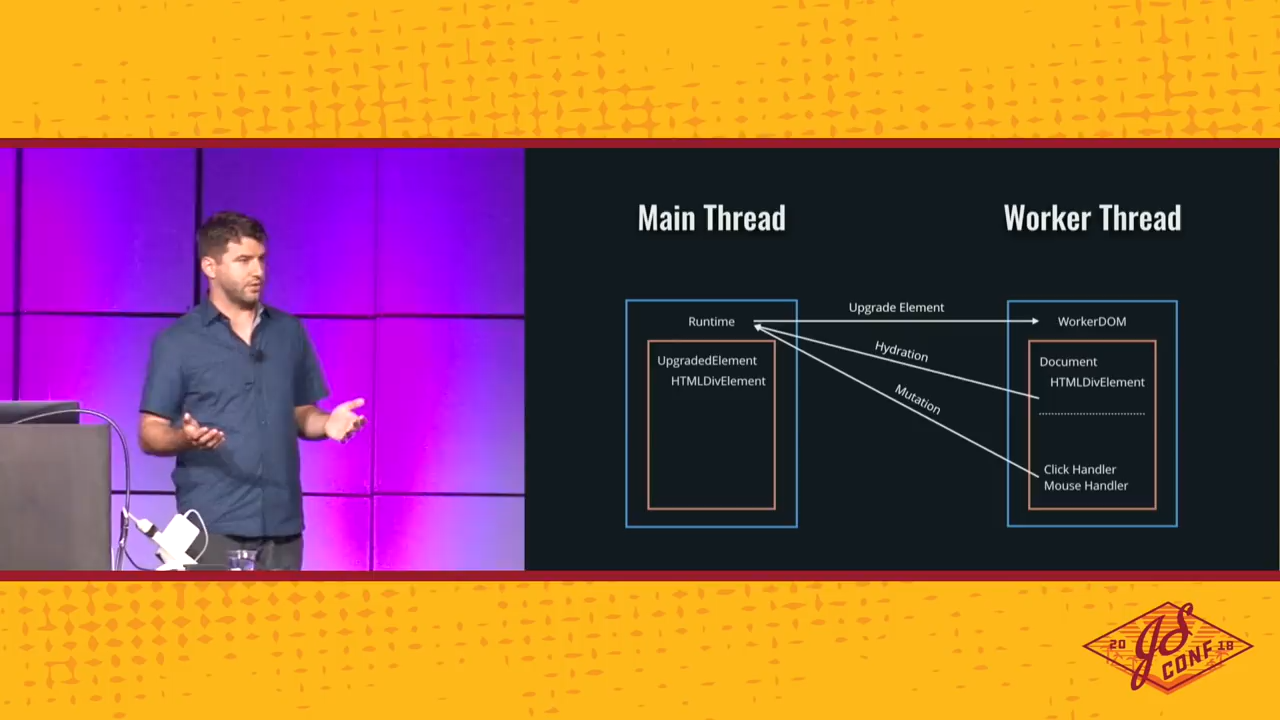 Main Thread
Worker Thread
Upgrade Element
Runtime
WorkerDOM
Hydration
UpgradedElement
HTMLDivElement
Mutation
Document
HTMLDivElement
Click Handler
Mouse Handler
20 JS 18
CONF